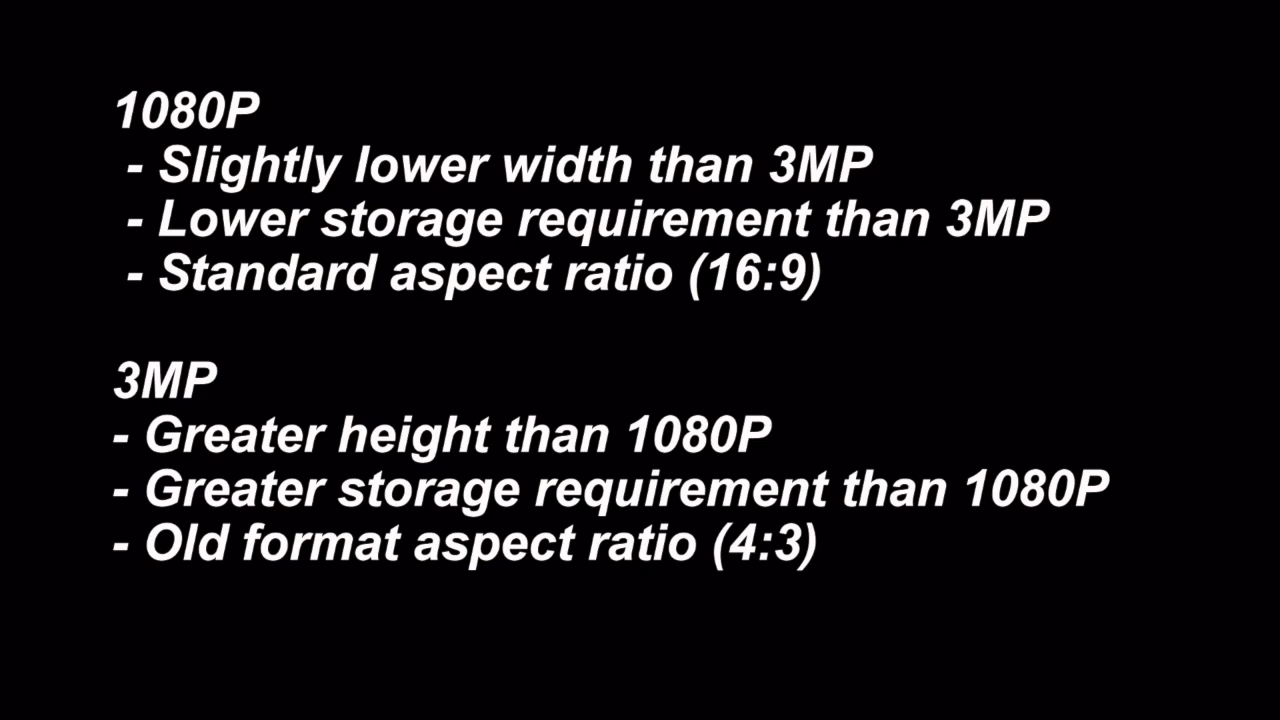 1080P
- Slightly lower width than 3MP
- Lower storage requirement than 3MP
- Standard aspect ratio (16:9)
3MP
- Greater height than 1080P
- Greater storage requirement than 1080P
- Old format aspect ratio (4:3)